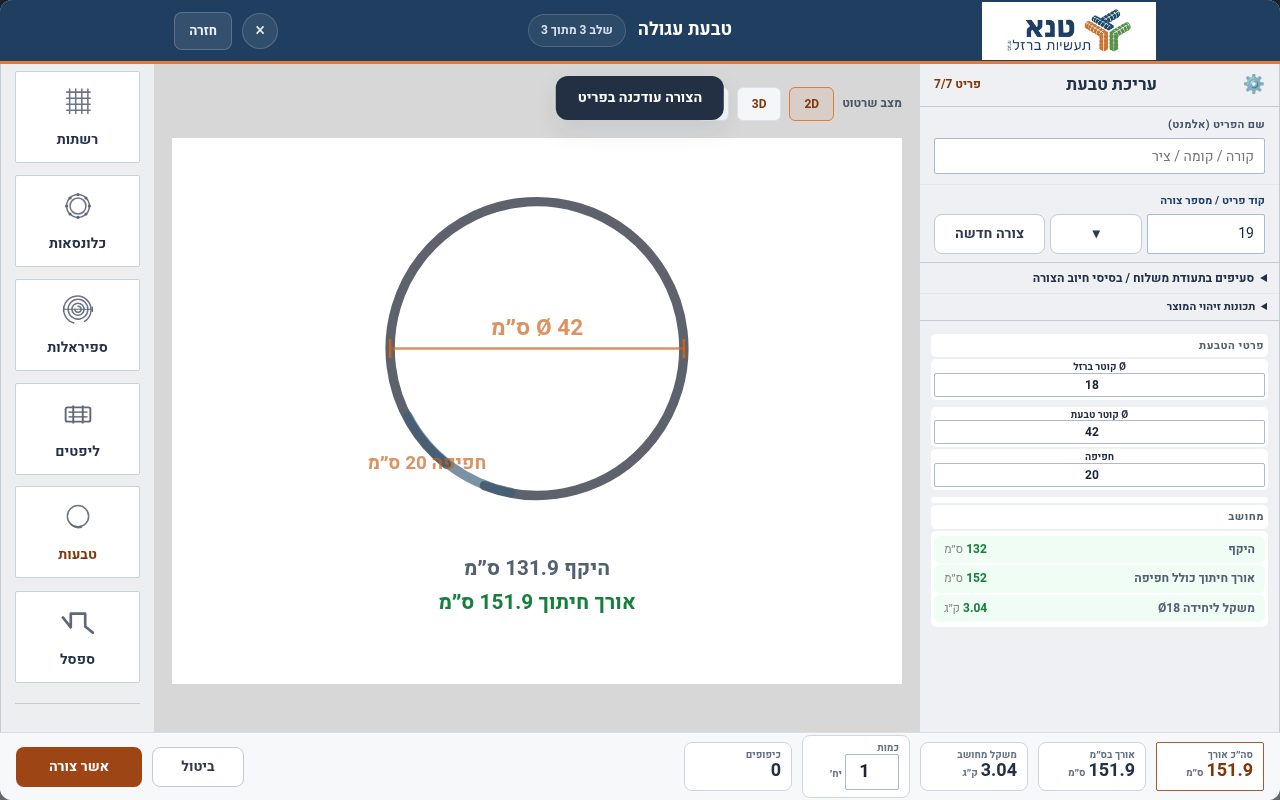 טנא
תעשיות ברזל
טבעת עגולה
שלב 3 מתוך 3
×
חזרה
עריכת טבעת
פריט 7/7
שם הפריט (אלמנט)
קורה / קומה / ציר
קוד פריט / מספר צורה
19
▼
צורה חדשה
◀ סעיפים בתעודת משלוח / בסיסי חיוב הצורה
◀ תכונות זיהוי המוצר
פרטי הטבעת
Ø קוטר ברזל
18
Ø קוטר טבעת
42
חפיפה
20
מחושב
היקף
132 ס״מ
אורך חיתוך כולל חפיפה
152 ס״מ
משקל ליחידה Ø18
3.04 ק״ג
מצב שרטוט
2D
3D
הצורה עודכנה בפריט
Ø 42 ס״מ
חפיפה 20 ס״מ
היקף 131.9 ס״מ
אורך חיתוך 151.9 ס״מ
רשתות
כלונסאות
ספיראלות
ליפטים
טבעות
ספסל
סה״כ אורך
151.9 ס״מ
אורך בס״מ
151.9 ס״מ
משקל מחושב
3.04 ק״ג
כמות
1 יח׳
כיפופים
0
ביטול
אשר צורה